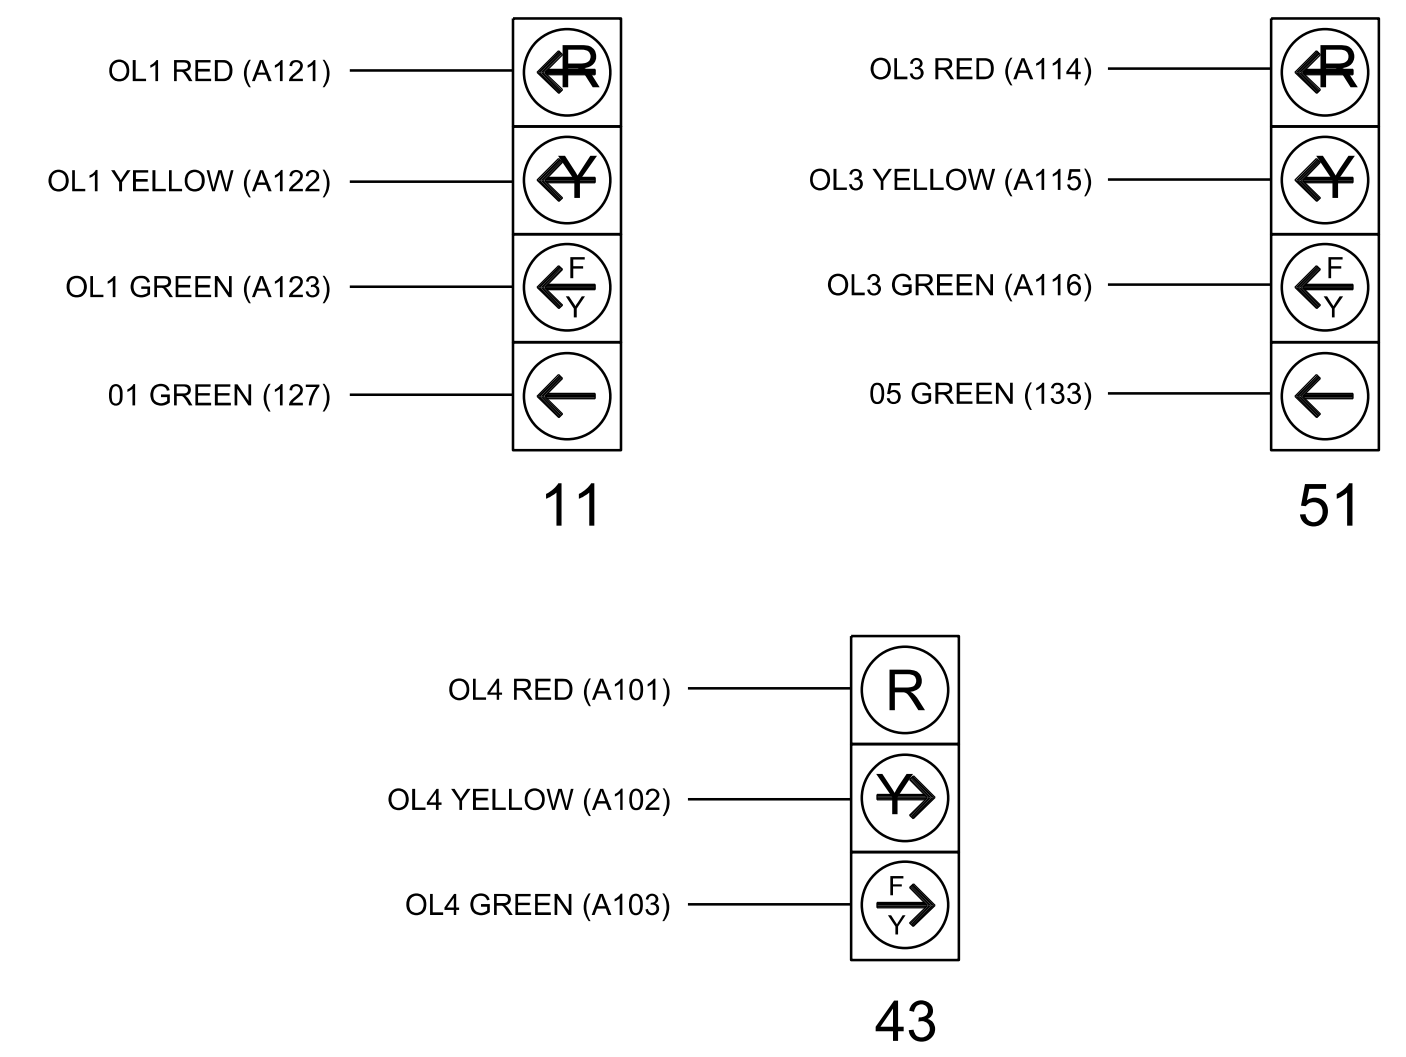 OL1 RED (A121)
R
OL1 YELLOW (A122)
Y
OL1 GREEN (A123)
F
Y
01 GREEN (127)
11
OL3 RED (A114)
R
OL3 YELLOW (A115)
Y
OL3 GREEN (A116)
F
Y
05 GREEN (133)
51
OL4 RED (A101)
R
OL4 YELLOW (A102)
Y
OL4 GREEN (A103)
F
Y
43